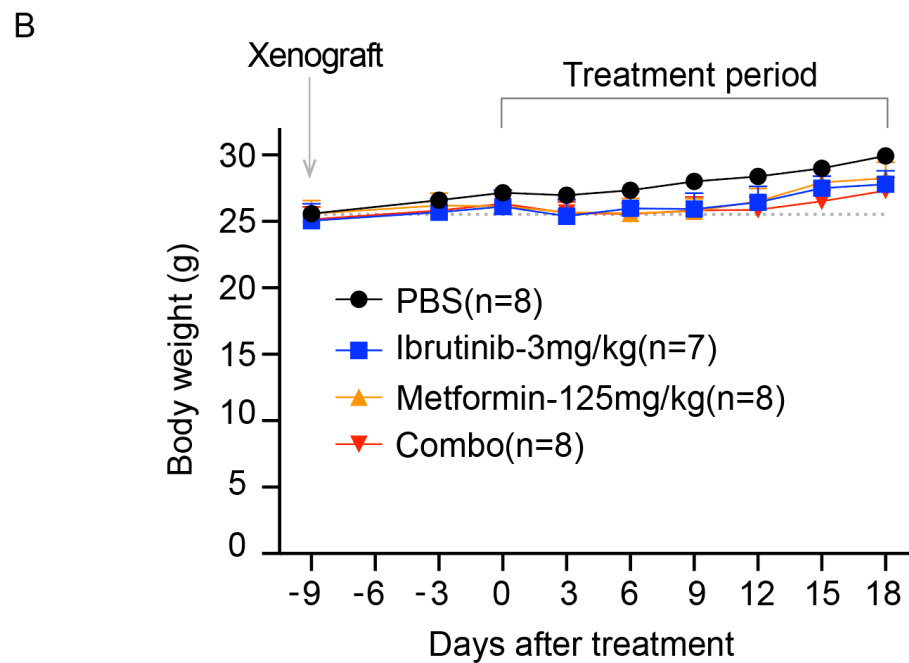 B
Xenograft
Treatment period
30
25
20
15
10
5
0
Body weight (g)
PBS(n=8)
Ibrutinib-3mg/kg(n=7)
Metformin-125mg/kg(n=8)
Combo(n=8)
-9 -6 -3 0 3 6 9 12 15 18
Days after treatment